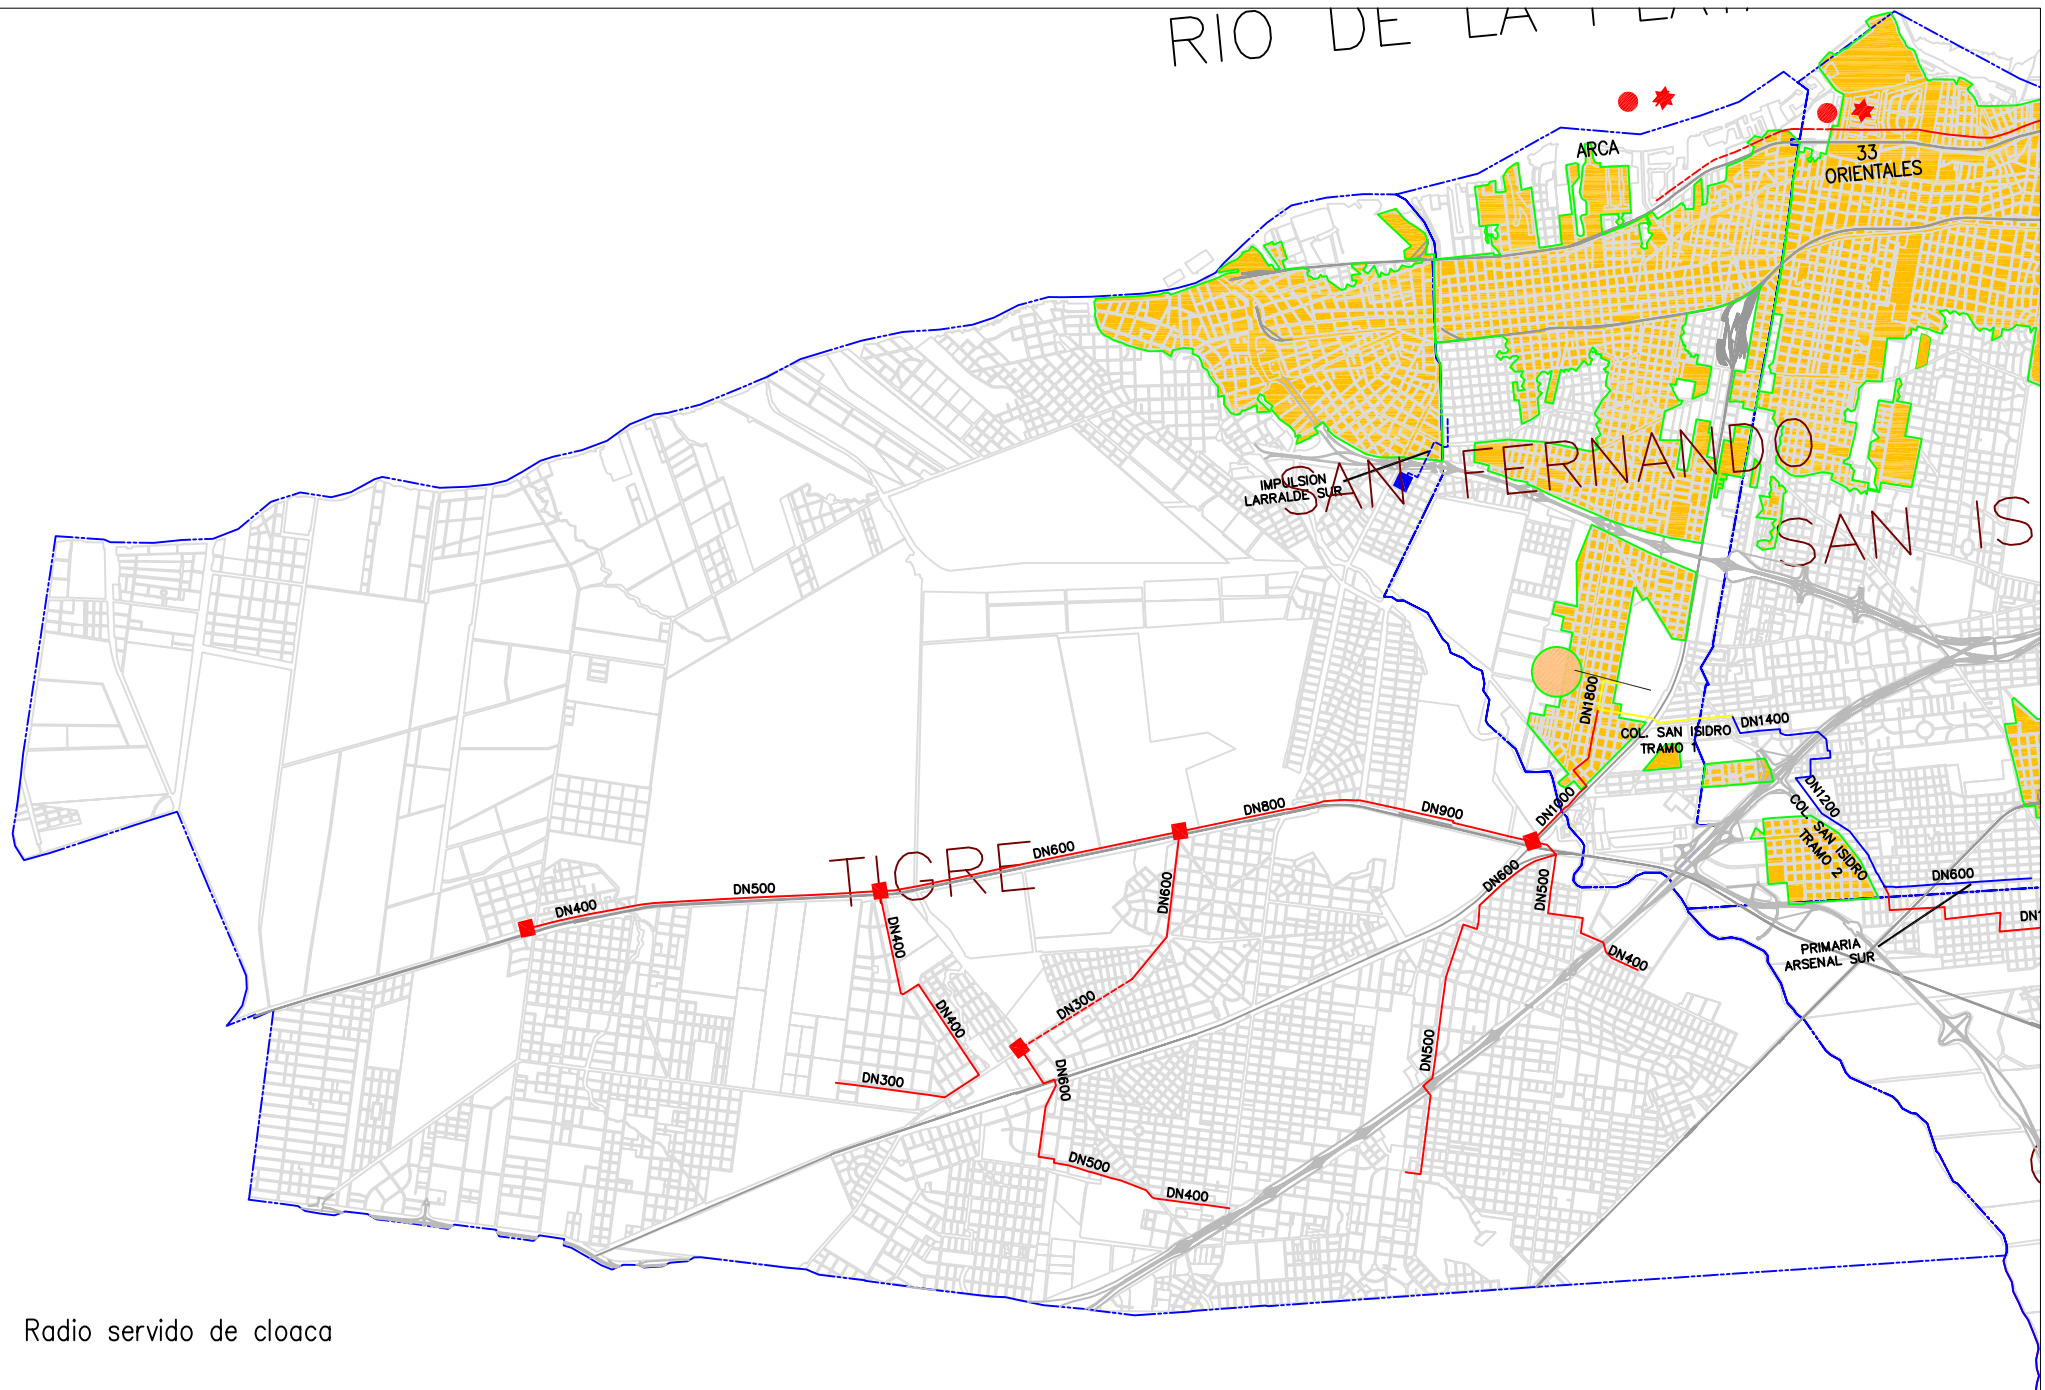 RIO DE LA PLATA
ARCA
33
ORIENTALES
SAN FERNANDO
IMPULSION
LARRALDE SUR
SAN IS
DN1800
DN1400
COL. SAN ISIDRO
TRAMO 1
DN1200
COL. SAN ISIDRO
TRAMO 2
DN1000
DN900
DN800
DN600
TIGRE
DN500
DN400
DN600
DN600
DN500
DN600
DN1
DN400
DN400
PRIMARIA
ARSENAL SUR
DN400
DN300
DN500
DN300
DN600
DN500
DN400
Radio servido de cloaca